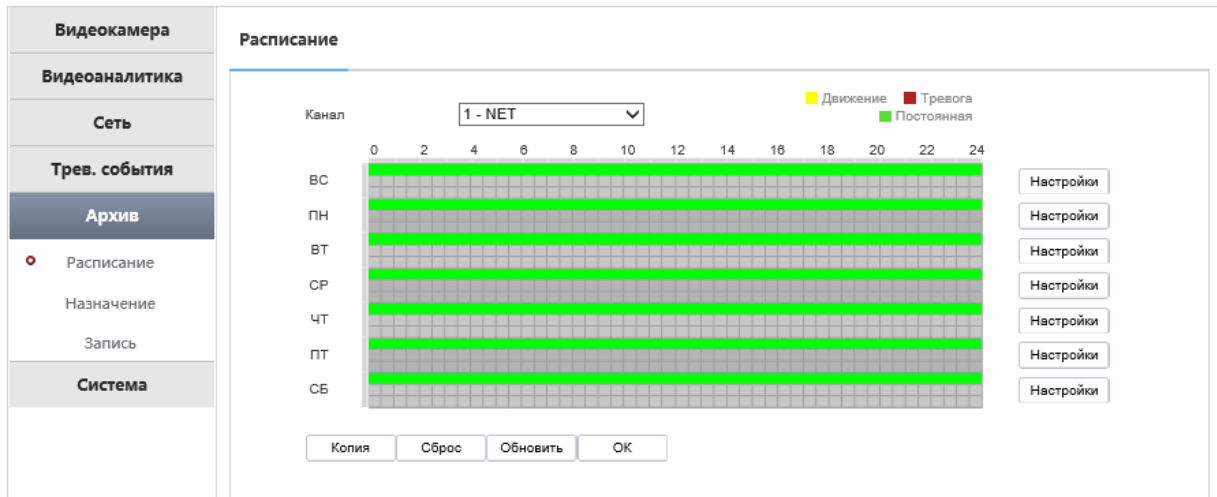 Видеокамера
Видеоаналитика
Сеть
Трев. события
Архив
Расписание
Назначение
Запись
Система
Расписание
Канал
1 - NET
Движение Тревога
Постоянная
0 2 4 6 8 10 12 14 16 18 20 22 24
ВС Настройки
ПН Настройки
ВТ Настройки
СР Настройки
ЧТ Настройки
ПТ Настройки
СБ Настройки
Копия Сброс Обновить ОК